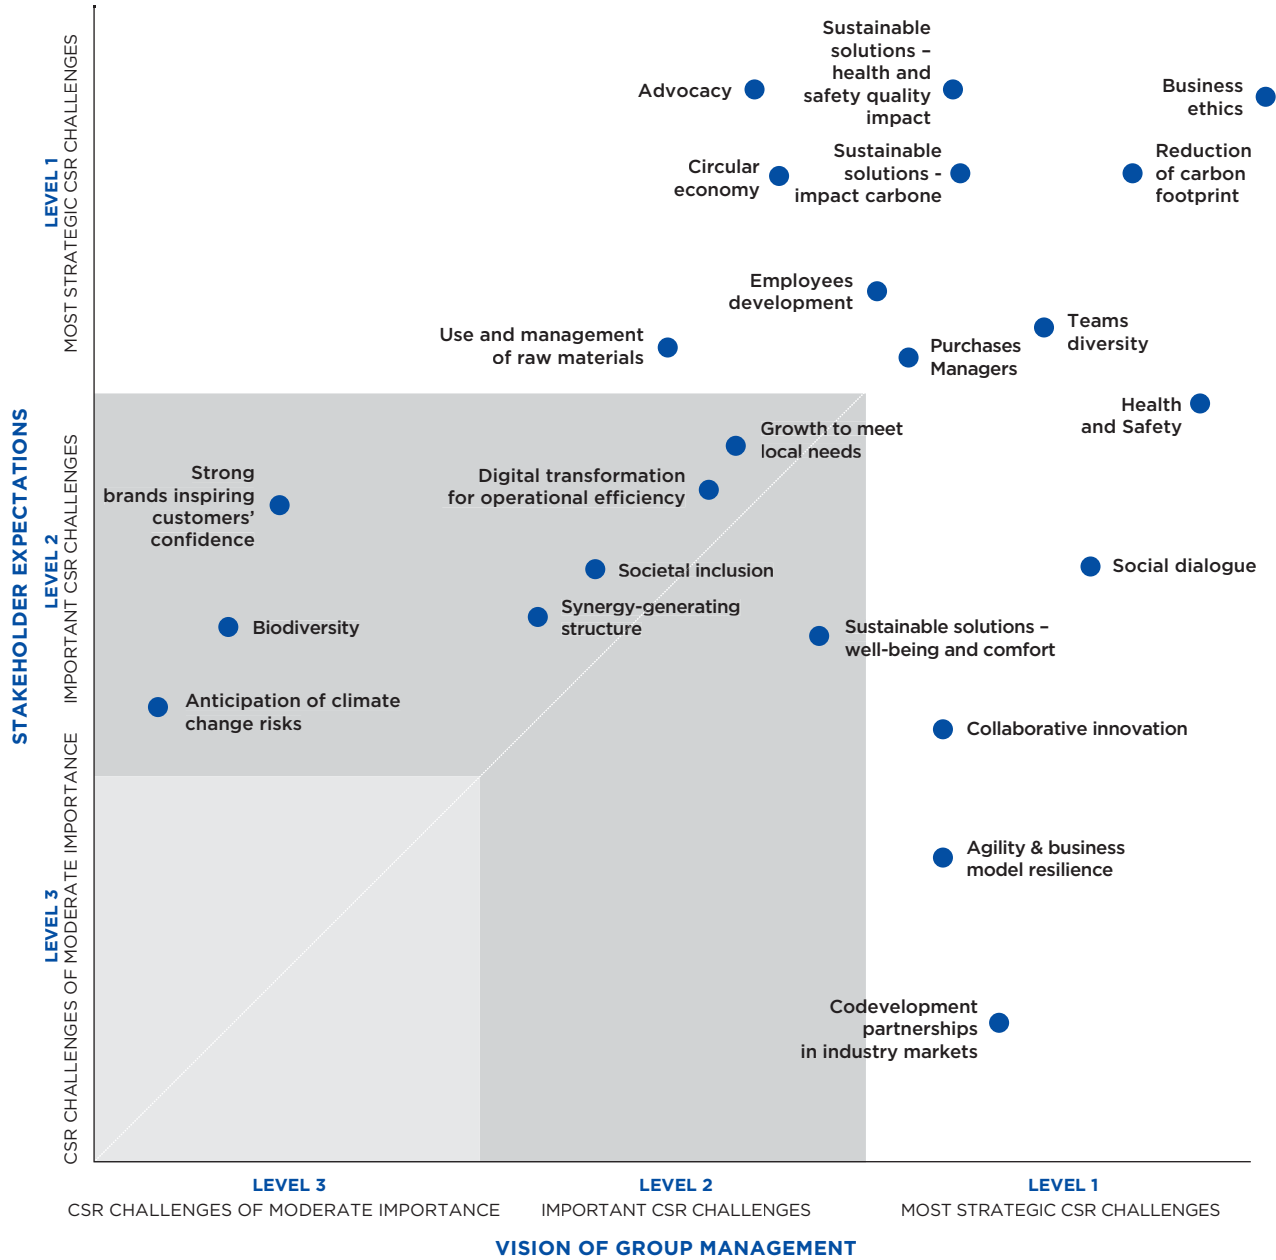 STAKEHOLDER EXPECTATIONS
LEVEL 1
MOST STRATEGIC CSR CHALLENGES
LEVEL 2
IMPORTANT CSR CHALLENGES
LEVEL 3
CSR CHALLENGES OF MODERATE IMPORTANCE
Advocacy
Sustainable
solutions –
health and
safety quality
impact
Business
ethics
Circular
economy
Sustainable
solutions -
impact carbone
Reduction
of carbon
footprint
Employees
development
Use and management
of raw materials
Purchases
Managers
Teams
diversity
Health
and Safety
Growth to meet
local needs
Digital transformation
for operational efficiency
Strong
brands inspiring
customers’
confidence
Societal inclusion
Social dialogue
Synergy-generating
structure
Biodiversity
Sustainable solutions –
well-being and comfort
Anticipation of climate
change risks
Collaborative innovation
Agility & business
model resilience
Codevelopment
partnerships
in industry markets
LEVEL 3
CSR CHALLENGES OF MODERATE IMPORTANCE
LEVEL 2
IMPORTANT CSR CHALLENGES
LEVEL 1
MOST STRATEGIC CSR CHALLENGES
VISION OF GROUP MANAGEMENT